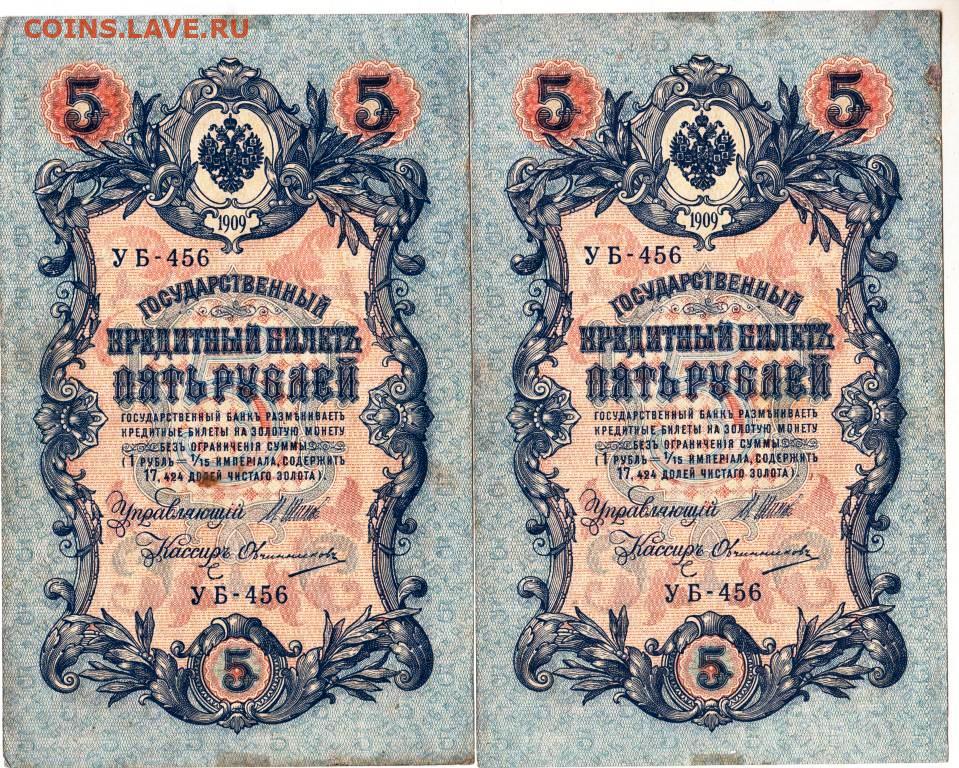 COINS.LAVE.RU
5 5
1909
УБ-456
ГОСУДАРСТВЕННЫЙ
КРЕДИТНЫЙ БИЛЕТЪ
ПЯТЬ РУБЛЕЙ
ГОСУДАРСТВЕННЫЙ БАНКЪ РАЗМѢНИВАЕТЪ
КРЕДИТНЫЕ БИЛЕТЫ НА ЗОЛОТУЮ МОНЕТУ
БЕЗЪ ОГРАНИЧЕНІЯ СУММЫ
(1 РУБЛЬ = 1/15 ИМПЕРІАЛА, СОДЕРЖИТЪ
17,424 ДОЛЕЙ ЧИСТАГО ЗОЛОТА).
Управляющій
Кассиръ Овчинниковъ
УБ-456
5
5 5
1909
УБ-456
ГОСУДАРСТВЕННЫЙ
КРЕДИТНЫЙ БИЛЕТЪ
ПЯТЬ РУБЛЕЙ
ГОСУДАРСТВЕННЫЙ БАНКЪ РАЗМѢНИВАЕТЪ
КРЕДИТНЫЕ БИЛЕТЫ НА ЗОЛОТУЮ МОНЕТУ
БЕЗЪ ОГРАНИЧЕНІЯ СУММЫ
(1 РУБЛЬ = 1/15 ИМПЕРІАЛА, СОДЕРЖИТЪ
17,424 ДОЛЕЙ ЧИСТАГО ЗОЛОТА).
Управляющій
Кассиръ Овчинниковъ
УБ-456
5